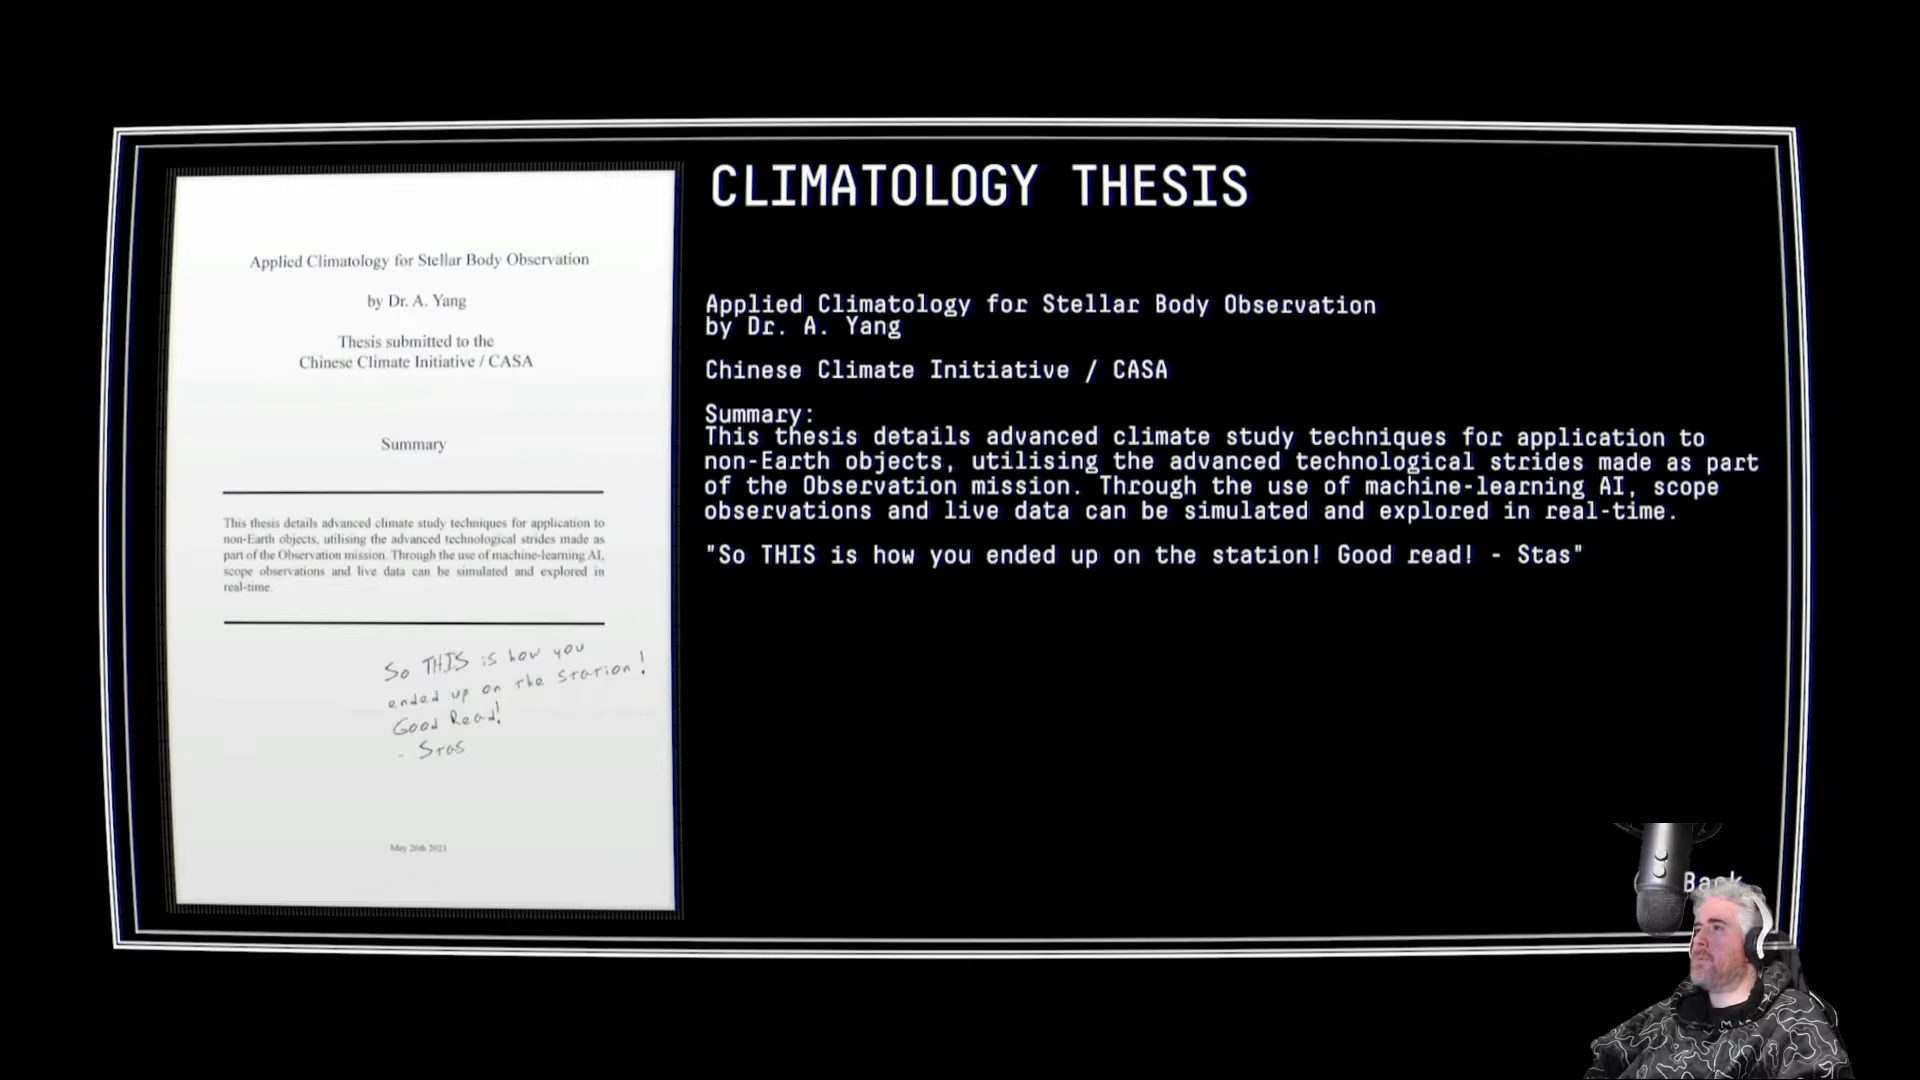 CLIMATOLOGY THESIS
Applied Climatology for Stellar Body Observation
by Dr. A. Yang
Thesis submitted to the
Chinese Climate Initiative / CASA
Summary
This thesis details advanced climate study techniques for application to
non-Earth objects, utilising the advanced technological strides made as
part of the Observation mission. Through the use of machine-learning AI,
scope observations and live data can be simulated and explored in
real-time.
So THIS is how you
ended up on the station!
Good Read!
- Stas
May 26th 2021
Applied Climatology for Stellar Body Observation
by Dr. A. Yang
Chinese Climate Initiative / CASA
Summary:
This thesis details advanced climate study techniques for application to
non-Earth objects, utilising the advanced technological strides made as part
of the Observation mission. Through the use of machine-learning AI, scope
observations and live data can be simulated and explored in real-time.
"So THIS is how you ended up on the station! Good read! - Stas"
Back